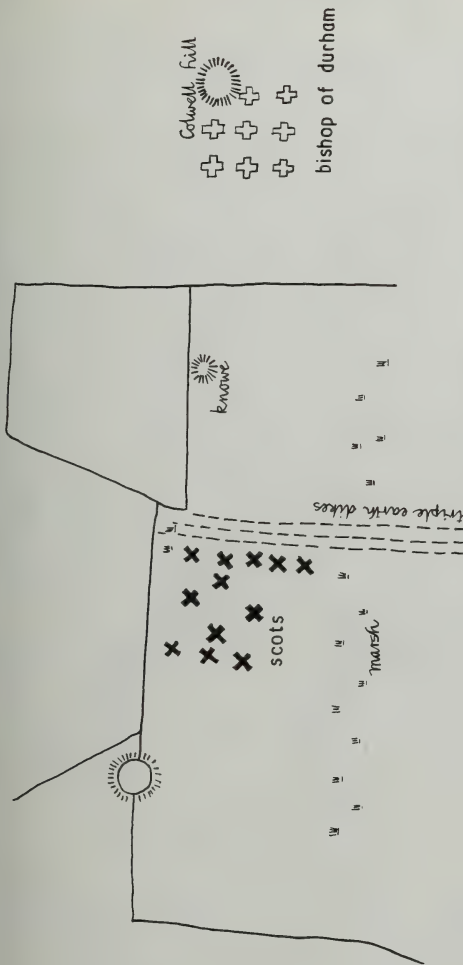 Colwell hill
bishop of durham
knowe
triple earth dikes
scots
marsh